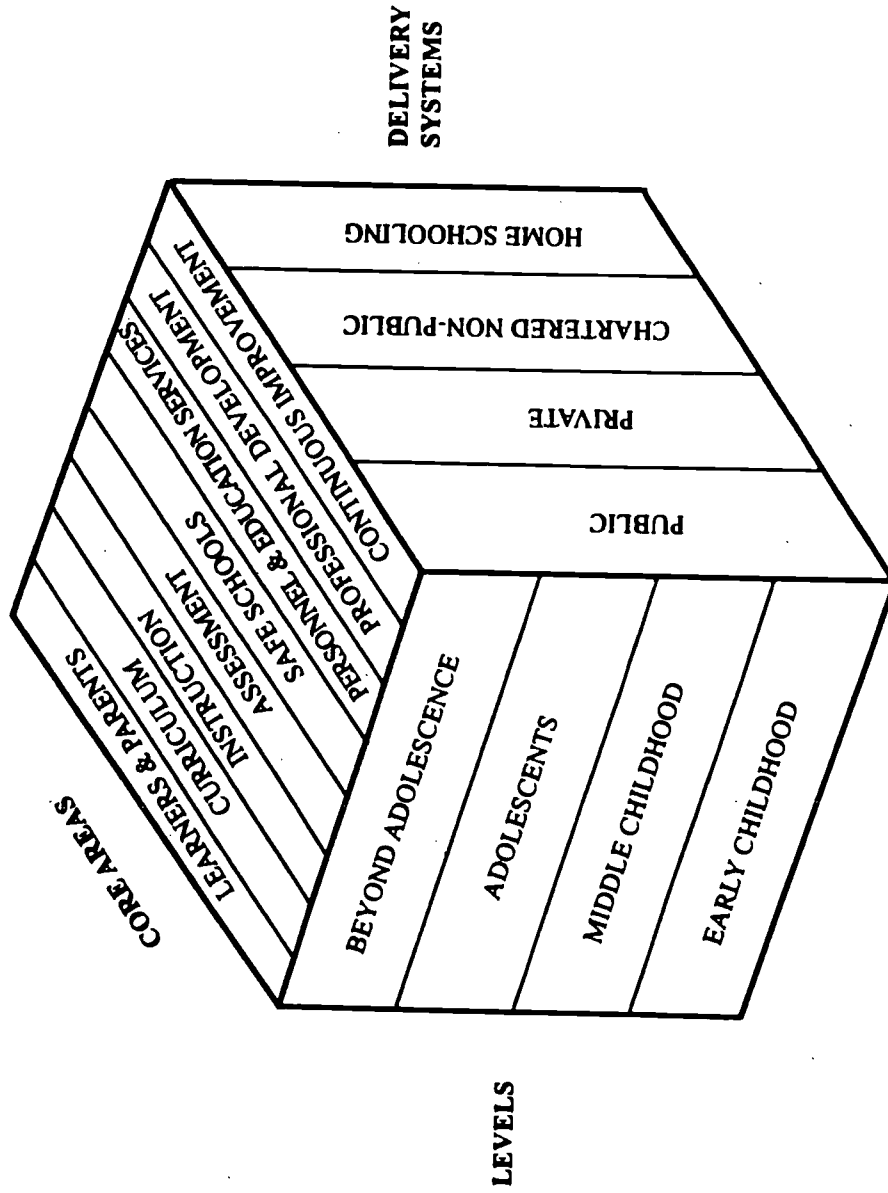 CORE AREAS
LEARNERS & PARENTS
CURRICULUM
INSTRUCTION
ASSESSMENT
SAFE SCHOOLS
PERSONNEL & EDUCATION SERVICES
PROFESSIONAL DEVELOPMENT
CONTINUOUS IMPROVEMENT
LEVELS
BEYOND ADOLESCENCE
ADOLESCENTS
MIDDLE CHILDHOOD
EARLY CHILDHOOD
DELIVERY
SYSTEMS
PUBLIC
PRIVATE
CHARTERED NON-PUBLIC
HOME SCHOOLING